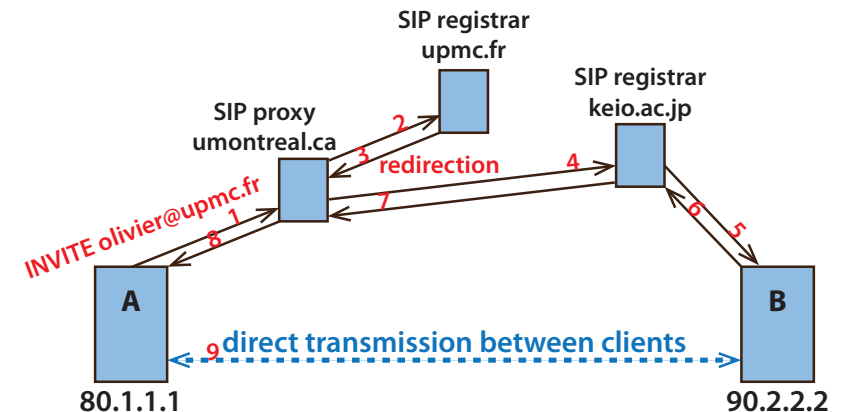 SIP registrar
upmc.fr
SIP registrar
keio.ac.jp
SIP proxy
umontreal.ca
2
3
redirection
4
7
INVITE olivier@upmc.fr
1
8
6
5
A
B
9
direct transmission between clients
80.1.1.1
90.2.2.2